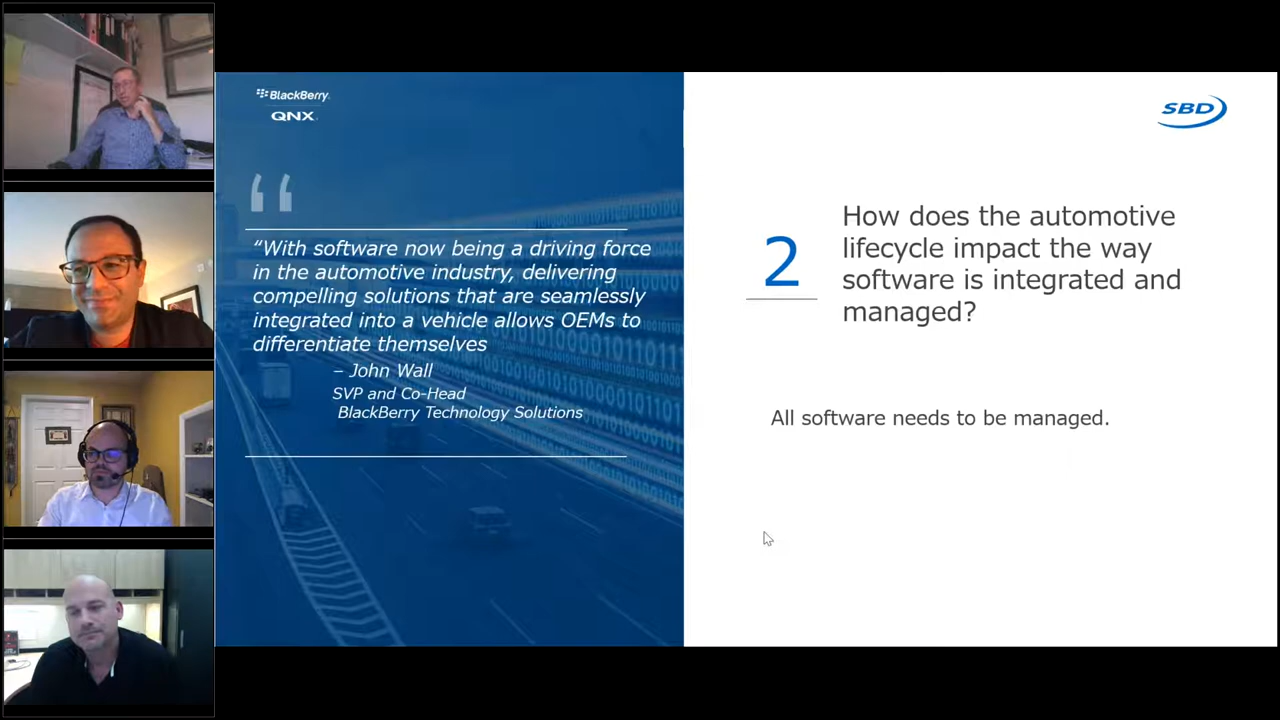 BlackBerry
QNX
“With software now being a driving force
in the automotive industry, delivering
compelling solutions that are seamlessly
integrated into a vehicle allows OEMs to
differentiate themselves
– John Wall
SVP and Co-Head
BlackBerry Technology Solutions
SBD
2
How does the automotive
lifecycle impact the way
software is integrated and
managed?
All software needs to be managed.